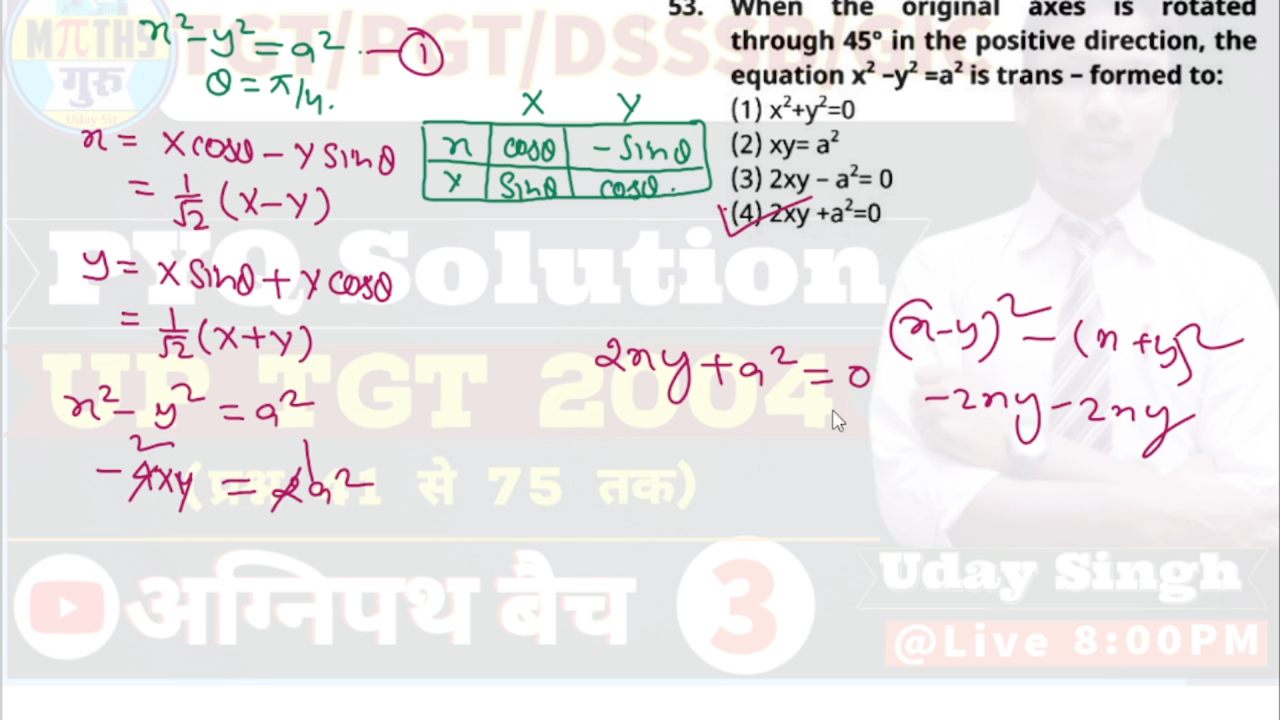 TGT/PGT/DSSSB/GIC
MπTHS
गुरु
Uday Sir
x²-y²=a² —①
θ=π/4.
x = X cosθ - Y sinθ
= 1/√2 (X-Y)
y = X sinθ + Y cosθ
= 1/√2 (X+Y)
x²-y² = a²
-4xy = 2a²
2
1
X Y
x cosθ -sinθ
y sinθ cosθ.
53. When the original axes is rotated
through 45° in the positive direction, the
equation x² –y² =a² is trans – formed to:
(1) x²+y²=0
(2) xy= a²
(3) 2xy – a²= 0
(4) 2xy +a²=0
(x-y)² - (x+y)²
-2xy-2xy
2xy+a²=0
PYQ Solution
UP TGT 2004
(प्रश्न 41 से 75 तक)
अग्निपथ बैच 3
Uday Singh
@Live 8:00PM